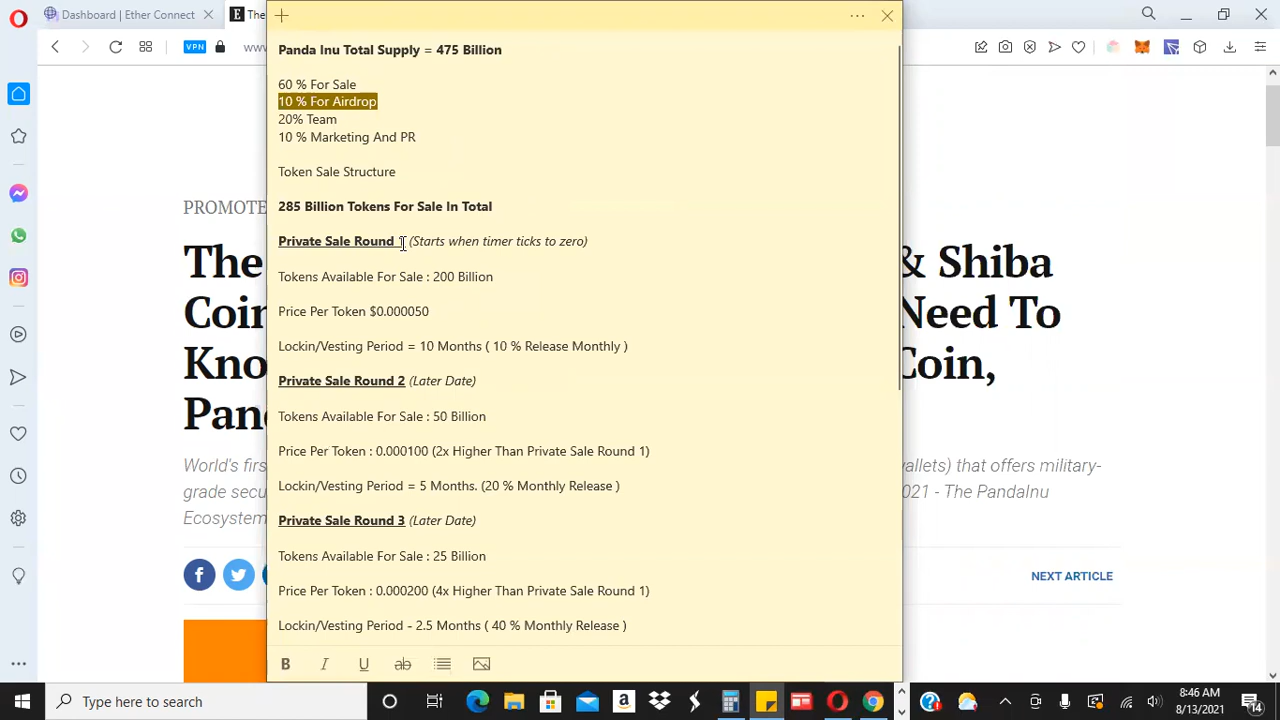 Dashboard | Ether Connect
The
VPN
ww
Panda Inu Total Supply = 475 Billion
60 % For Sale
10 % For Airdrop
20% Team
10 % Marketing And PR
Token Sale Structure
285 Billion Tokens For Sale In Total
Private Sale Round 1 (Starts when timer ticks to zero)
Tokens Available For Sale : 200 Billion
Price Per Token $0.000050
Lockin/Vesting Period = 10 Months ( 10 % Release Monthly )
Private Sale Round 2 (Later Date)
Tokens Available For Sale : 50 Billion
Price Per Token : 0.000100 (2x Higher Than Private Sale Round 1)
Lockin/Vesting Period = 5 Months. (20 % Monthly Release )
Private Sale Round 3 (Later Date)
Tokens Available For Sale : 25 Billion
Price Per Token : 0.000200 (4x Higher Than Private Sale Round 1)
Lockin/Vesting Period - 2.5 Months ( 40 % Monthly Release )
B I U ab
PROMOTE
The & Shiba
Coin Need To
Kno Coin,
Pand
World's firs allets) that offers military-
grade secu 021 - The PandaInu
Ecosystem
NEXT ARTICLE
Type here to search
8:46 AM
8/13/2021
14